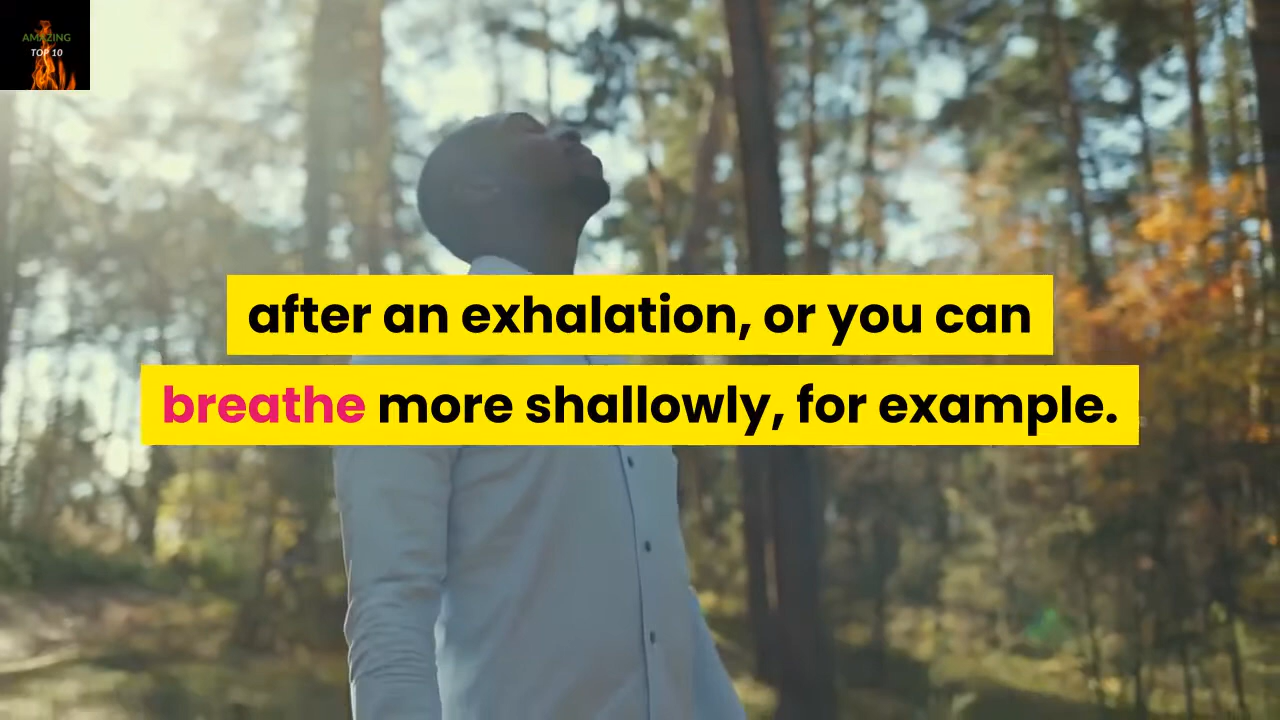 AMAZING
TOP 10
after an exhalation, or you can
breathe more shallowly, for example.